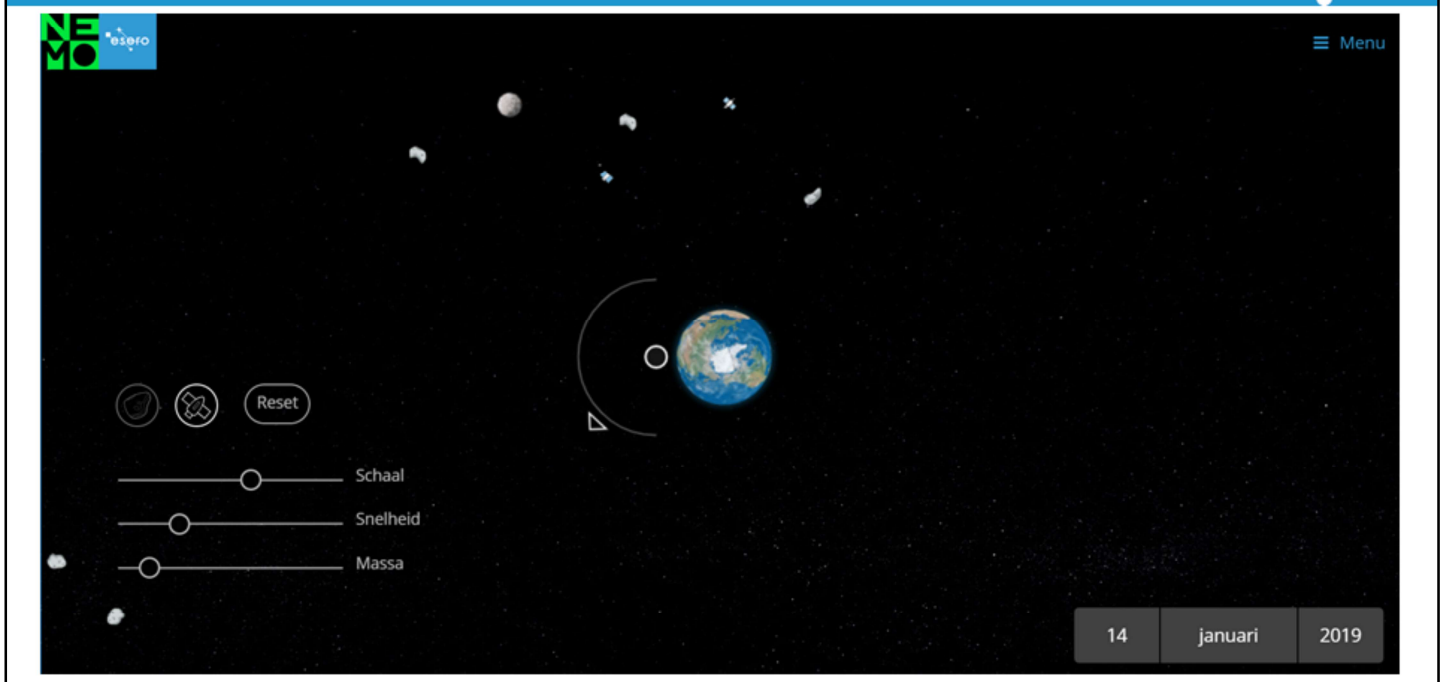 NE
MO
esero
Menu
Reset
Schaal
Snelheid
Massa
14 januari 2019